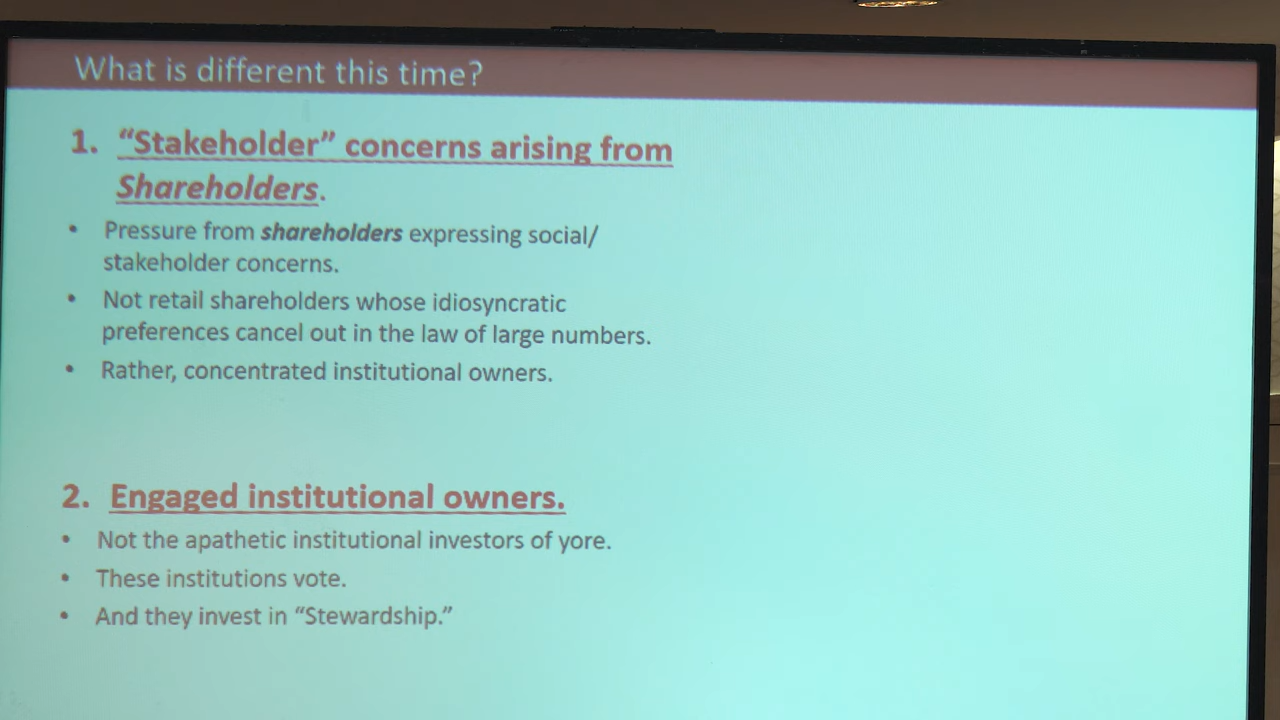 What is different this time?
1. “Stakeholder” concerns arising from
Shareholders.
• Pressure from shareholders expressing social/
stakeholder concerns.
• Not retail shareholders whose idiosyncratic
preferences cancel out in the law of large numbers.
• Rather, concentrated institutional owners.
2. Engaged institutional owners.
• Not the apathetic institutional investors of yore.
• These institutions vote.
• And they invest in “Stewardship.”